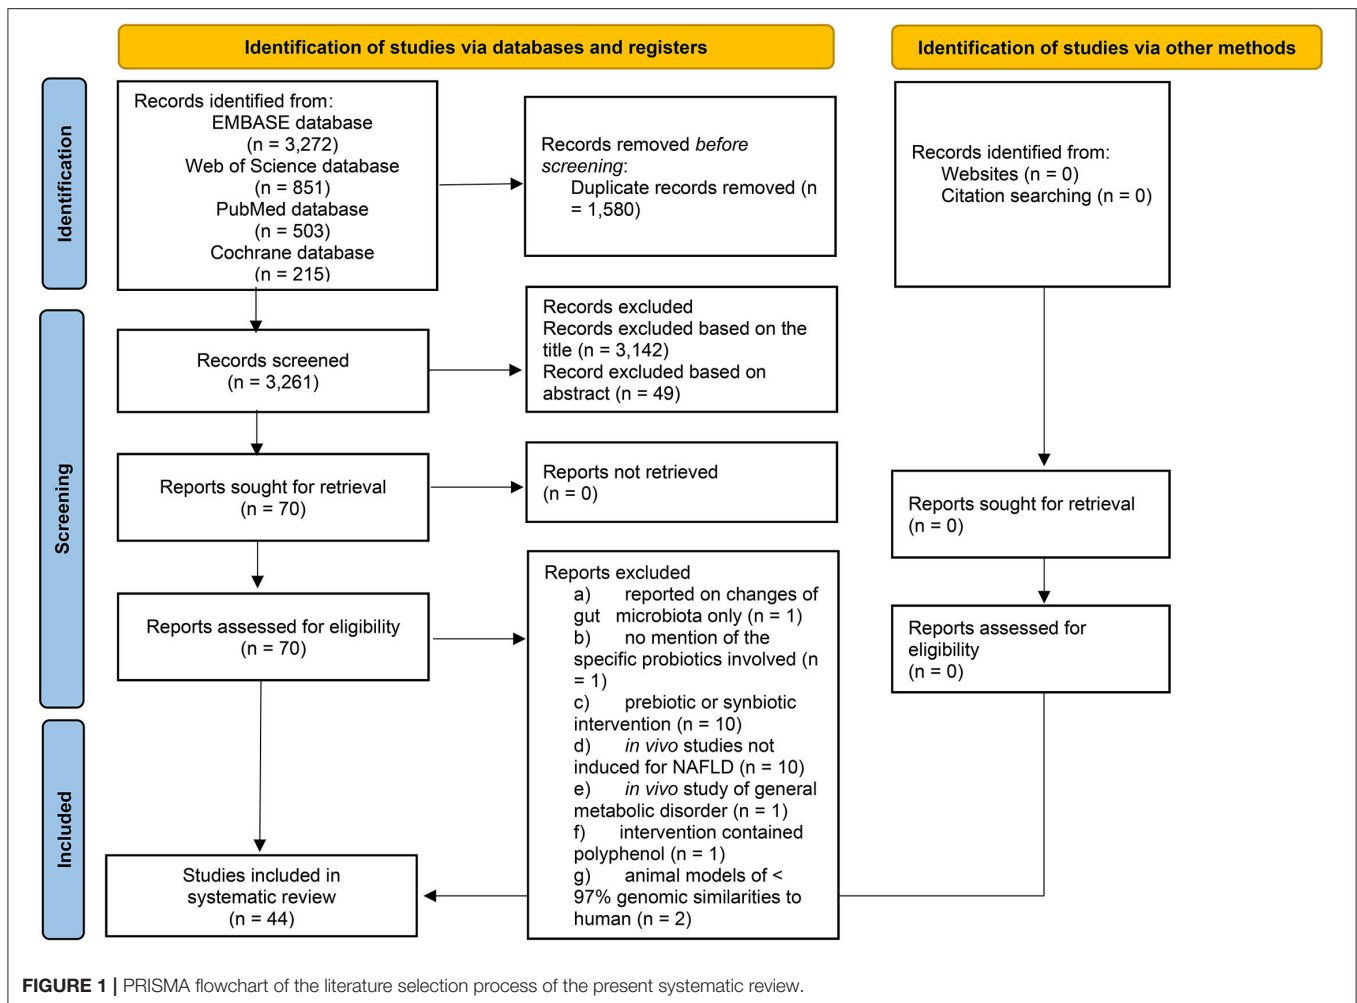 Identification of studies via databases and registers
Identification of studies via other methods
Identification
Records identified from:
EMBASE database
(n = 3,272)
Web of Science database
(n = 851)
PubMed database
(n = 503)
Cochrane database
(n = 215)
Records removed before
screening:
Duplicate records removed (n
= 1,580)
Records identified from:
Websites (n = 0)
Citation searching (n = 0)
Screening
Records screened
(n = 3,261)
Records excluded
Records excluded based on the
title (n = 3,142)
Record excluded based on
abstract (n = 49)
Reports sought for retrieval
(n = 70)
Reports not retrieved
(n = 0)
Reports sought for retrieval
(n = 0)
Reports assessed for eligibility
(n = 70)
Reports excluded
a) reported on changes of
gut microbiota only (n = 1)
b) no mention of the
specific probiotics involved (n
= 1)
c) prebiotic or synbiotic
intervention (n = 10)
d) in vivo studies not
induced for NAFLD (n = 10)
e) in vivo study of general
metabolic disorder (n = 1)
f) intervention contained
polyphenol (n = 1)
g) animal models of <
97% genomic similarities to
human (n = 2)
Reports assessed for
eligibility
(n = 0)
Included
Studies included in
systematic review
(n = 44)
FIGURE 1 | PRISMA flowchart of the literature selection process of the present systematic review.